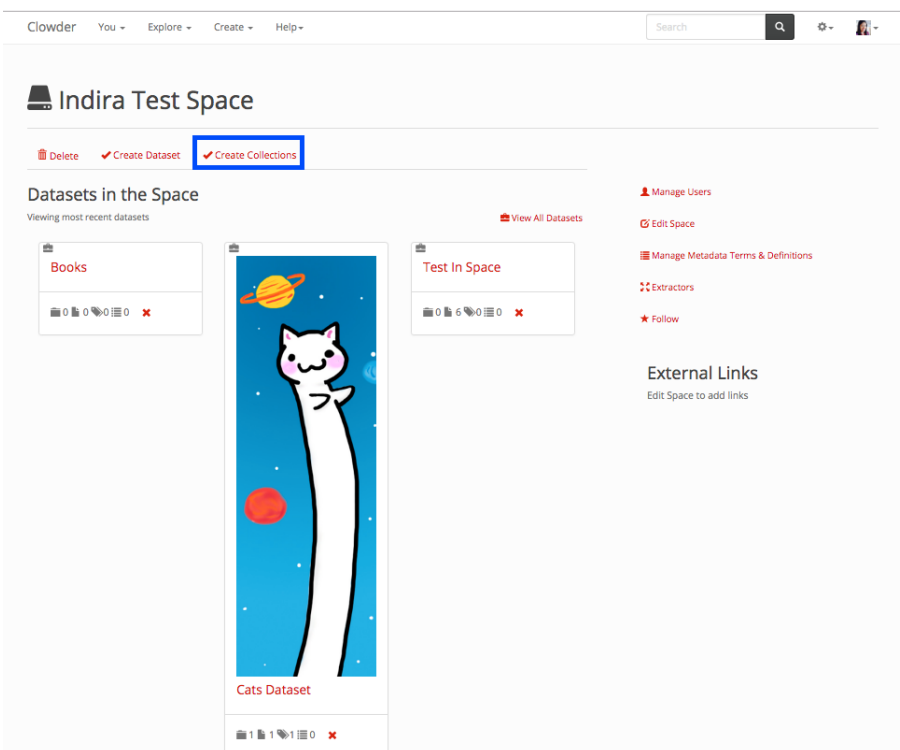 Clowder You Explore Create Help Search
Indira Test Space
Delete Create Dataset Create Collections
Datasets in the Space
Viewing most recent datasets
View All Datasets
Books
0 0 0 0
Cats Dataset
1 1 1 0
Test In Space
0 6 0 0
Manage Users
Edit Space
Manage Metadata Terms & Definitions
Extractors
Follow
External Links
Edit Space to add links